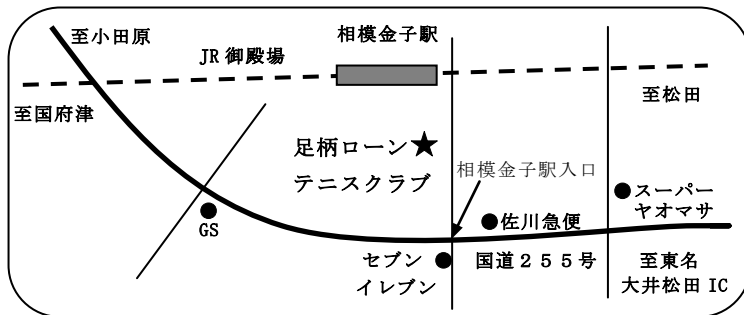 至小田原
相模金子駅
JR 御殿場
至国府津
至松田
足柄ローン
テニスクラブ
相模金子駅入口
スーパー
ヤオマサ
佐川急便
GS
セブン
イレブン
国道２５５号
至東名
大井松田 IC